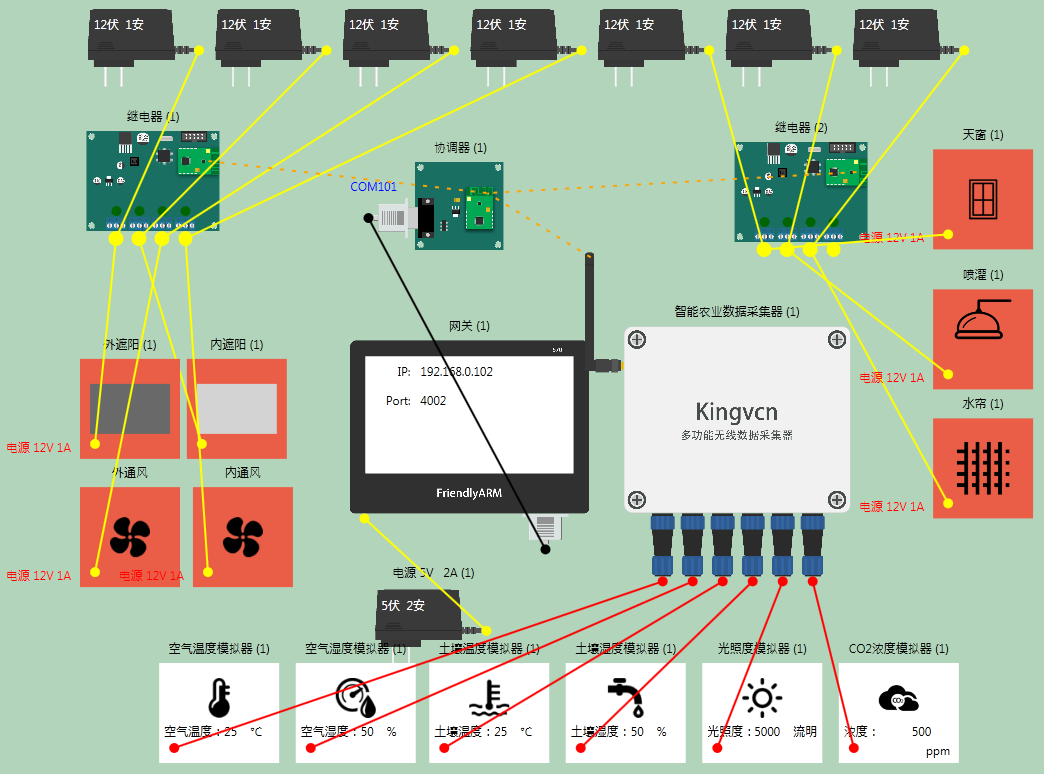 12伏 1安
12伏 1安
12伏 1安
12伏 1安
12伏 1安
12伏 1安
12伏 1安
继电器 (1)
协调器 (1)
继电器 (2)
天窗 (1)
COM101
电源 12V 1A
喷灌 (1)
网关 (1)
智能农业数据采集器 (1)
外遮阳 (1)
内遮阳 (1)
S70
IP: 192.168.0.102
Port: 4002
电源 12V 1A
水帘 (1)
Kingvcn
多功能无线数据采集器
电源 12V 1A
外通风
内通风
FriendlyARM
电源 12V 1A
电源 12V 1A
电源 12V 1A
电源 5V 2A (1)
5伏 2安
空气温度模拟器 (1)
空气湿度模拟器 (1)
土壤温度模拟器 (1)
土壤湿度模拟器 (1)
光照度模拟器 (1)
CO2浓度模拟器 (1)
CO2
空气温度：25 ℃
空气湿度：50 %
土壤温度：25 ℃
土壤湿度：50 %
光照度：5000 流明
浓度： 500
ppm